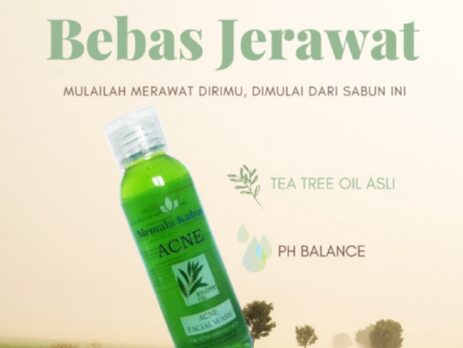 Bebas Jerawat
MULAILAH MERAWAT DIRIMU, DIMULAI DARI SABUN INI
TEA TREE OIL ASLI
PH BALANCE
Nirmala
ACNE
ACNE
FACIAL WASH